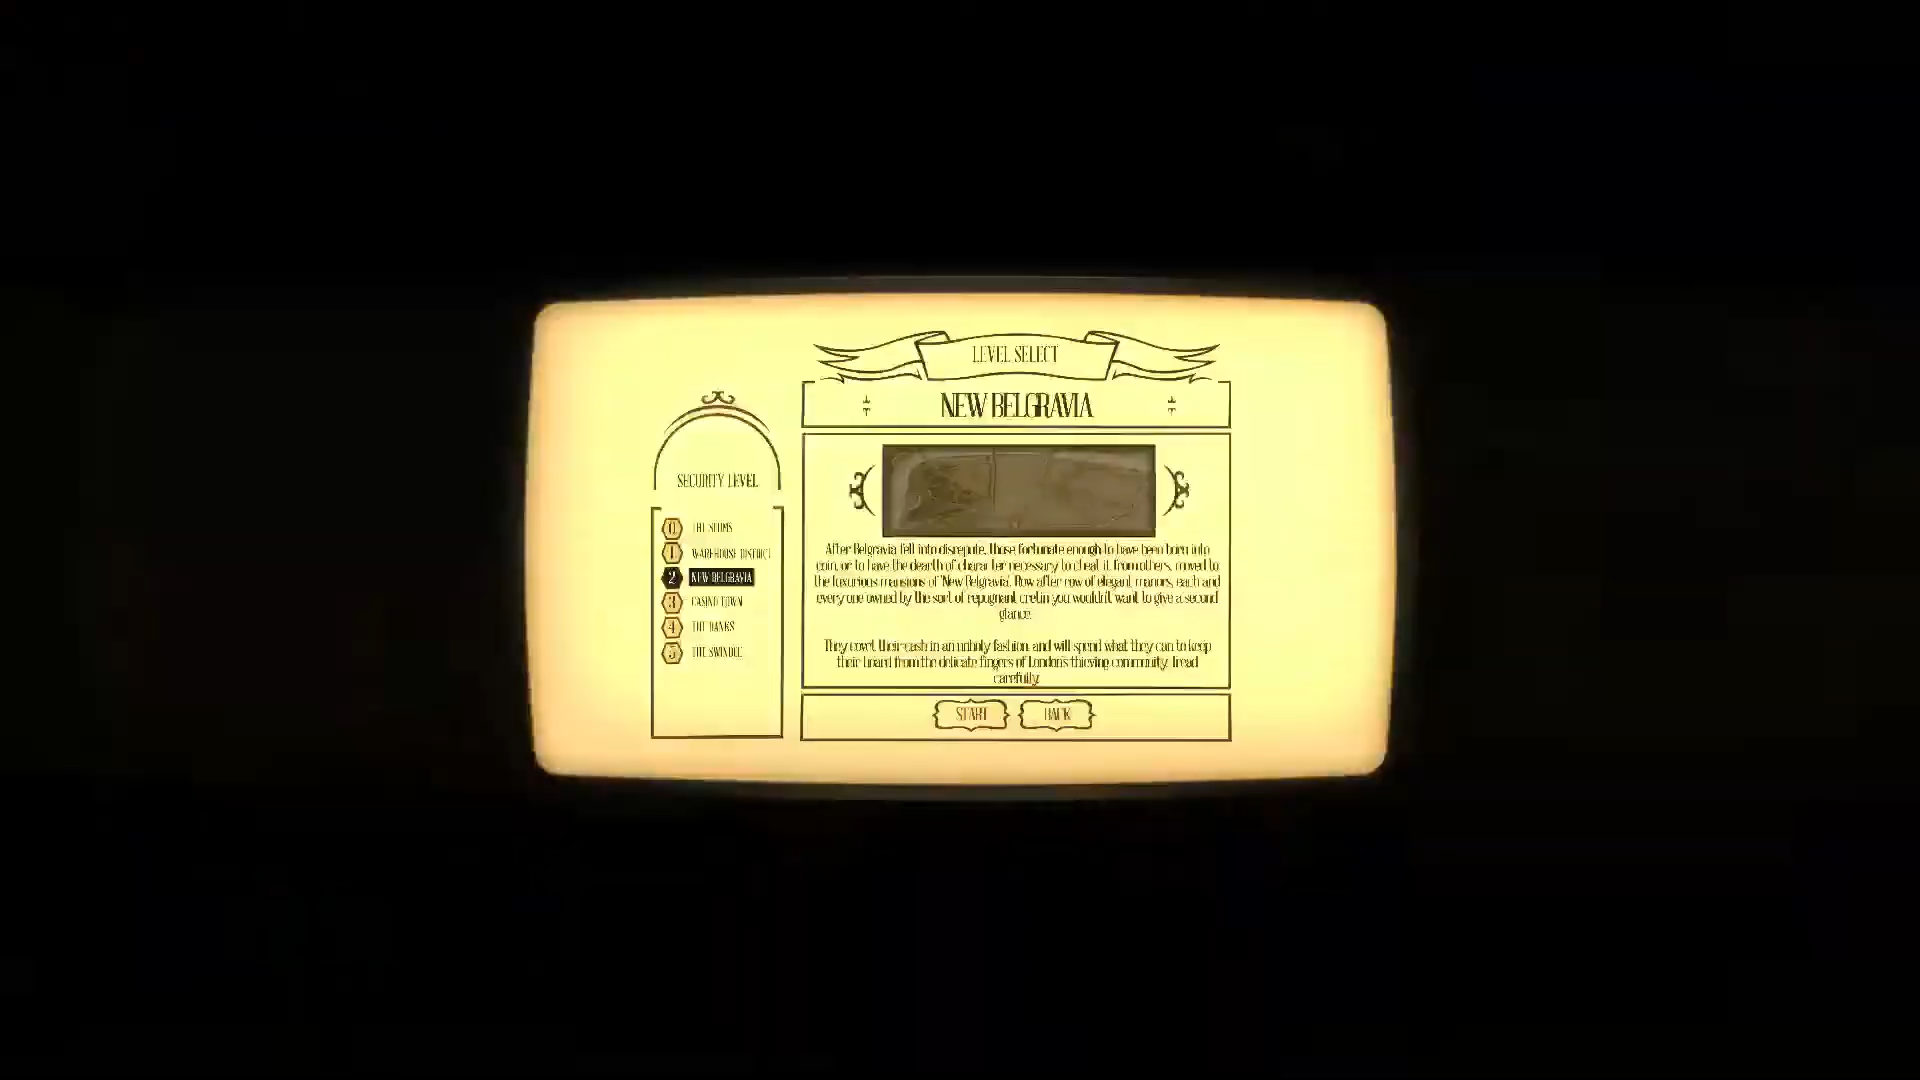 LEVEL SELECT
NEW BELGRAVIA
SECURITY LEVEL
0 THE SLUMS
1 WAREHOUSE DISTRICT
2 NEW BELGRAVIA
3 CASINO TOWN
4 THE BANKS
5 THE SWINDLE
After Belgravia fell into disrepute, those fortunate enough to have been born into
coin, or to have the dearth of character necessary to cheat it from others, moved to
the luxurious mansions of 'New Belgravia'. Row after row of elegant manors, each and
every one owned by the sort of repugnant cretin you wouldn't want to give a second
glance.
They covet their cash in an unholy fashion, and will spend what they can to keep
their hoard from the delicate fingers of London's thieving community. Tread
carefully.
START BACK